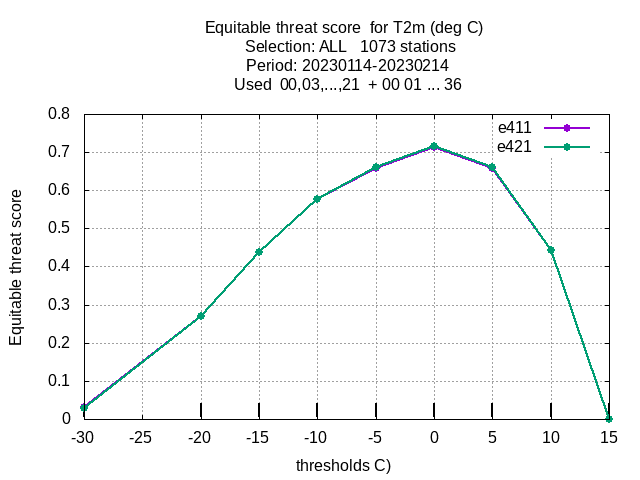 Equitable threat score  for T2m (deg C)
Selection: ALL   1073 stations
Period: 20230114-20230214
Used  00,03,...,21  + 00 01 ... 36
e411
e421
Equitable threat score
0.8
0.7
0.6
0.5
0.4
0.3
0.2
0.1
0
-30 -25 -20 -15 -10 -5 0 5 10 15
thresholds C)